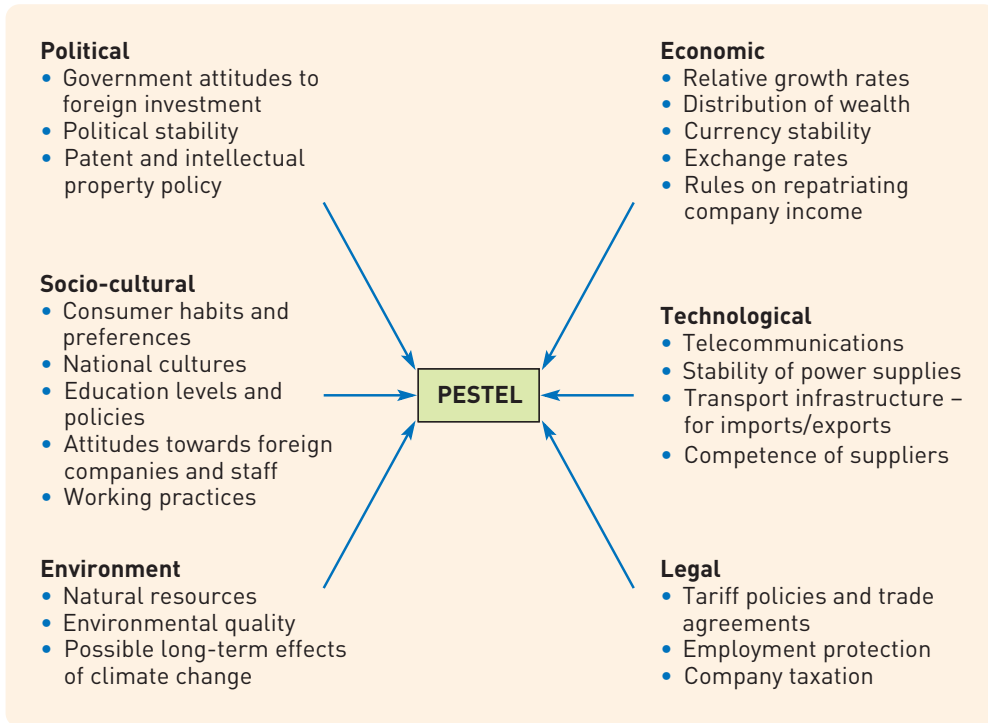 Political
• Government attitudes to
foreign investment
• Political stability
• Patent and intellectual
property policy
Economic
• Relative growth rates
• Distribution of wealth
• Currency stability
• Exchange rates
• Rules on repatriating
company income
Socio-cultural
• Consumer habits and
preferences
• National cultures
• Education levels and
policies
• Attitudes towards foreign
companies and staff
• Working practices
PESTEL
Technological
• Telecommunications
• Stability of power supplies
• Transport infrastructure –
for imports/exports
• Competence of suppliers
Environment
• Natural resources
• Environmental quality
• Possible long-term effects
of climate change
Legal
• Tariff policies and trade
agreements
• Employment protection
• Company taxation